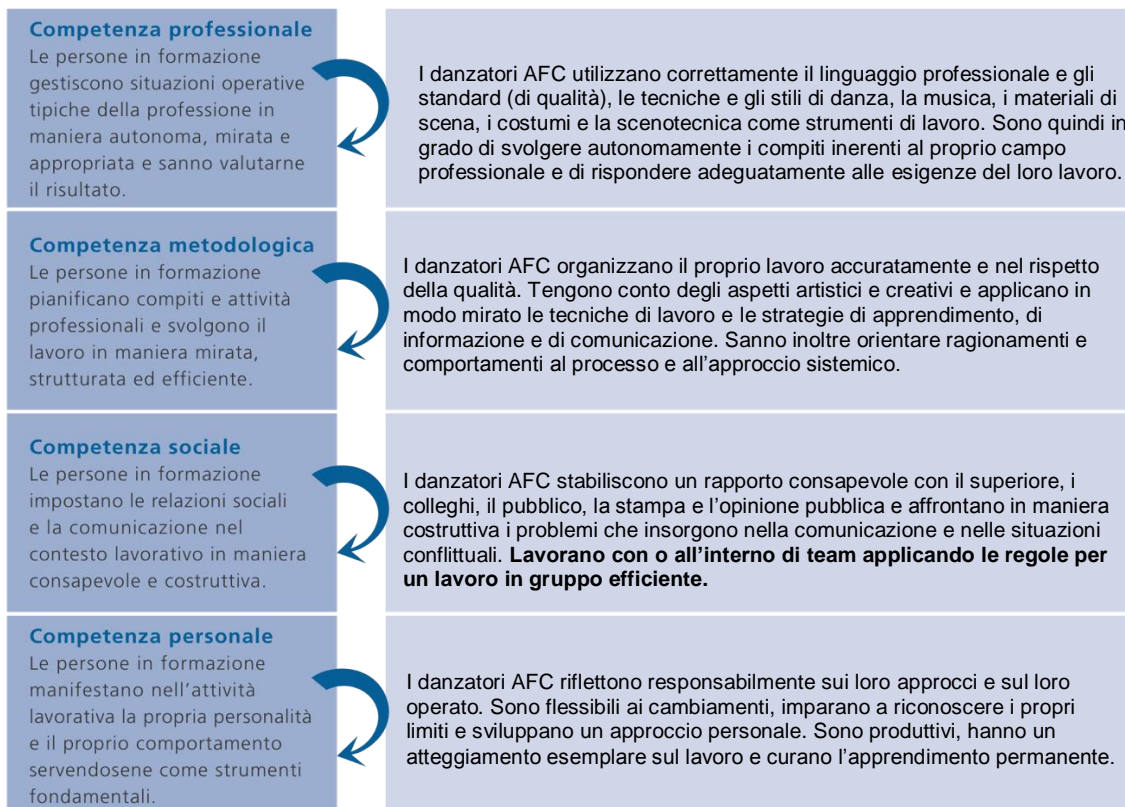 Competenza professionale
Le persone in formazione
gestiscono situazioni operative
tipiche della professione in
maniera autonoma, mirata e
appropriata e sanno valutarne
il risultato.
I danzatori AFC utilizzano correttamente il linguaggio professionale e gli
standard (di qualità), le tecniche e gli stili di danza, la musica, i materiali di
scena, i costumi e la scenotecnica come strumenti di lavoro. Sono quindi in
grado di svolgere autonomamente i compiti inerenti al proprio campo
professionale e di rispondere adeguatamente alle esigenze del loro lavoro.
Competenza metodologica
Le persone in formazione
pianificano compiti e attività
professionali e svolgono il
lavoro in maniera mirata,
strutturata ed efficiente.
I danzatori AFC organizzano il proprio lavoro accuratamente e nel rispetto
della qualità. Tengono conto degli aspetti artistici e creativi e applicano in
modo mirato le tecniche di lavoro e le strategie di apprendimento, di
informazione e di comunicazione. Sanno inoltre orientare ragionamenti e
comportamenti al processo e all’approccio sistemico.
Competenza sociale
Le persone in formazione
impostano le relazioni sociali
e la comunicazione nel
contesto lavorativo in maniera
consapevole e costruttiva.
I danzatori AFC stabiliscono un rapporto consapevole con il superiore, i
colleghi, il pubblico, la stampa e l’opinione pubblica e affrontano in maniera
costruttiva i problemi che insorgono nella comunicazione e nelle situazioni
conflittuali. Lavorano con o all’interno di team applicando le regole per
un lavoro in gruppo efficiente.
Competenza personale
Le persone in formazione
manifestano nell’attività
lavorativa la propria personalità
e il proprio comportamento
servendosene come strumenti
fondamentali.
I danzatori AFC riflettono responsabilmente sui loro approcci e sul loro
operato. Sono flessibili ai cambiamenti, imparano a riconoscere i propri
limiti e sviluppano un approccio personale. Sono produttivi, hanno un
atteggiamento esemplare sul lavoro e curano l’apprendimento permanente.